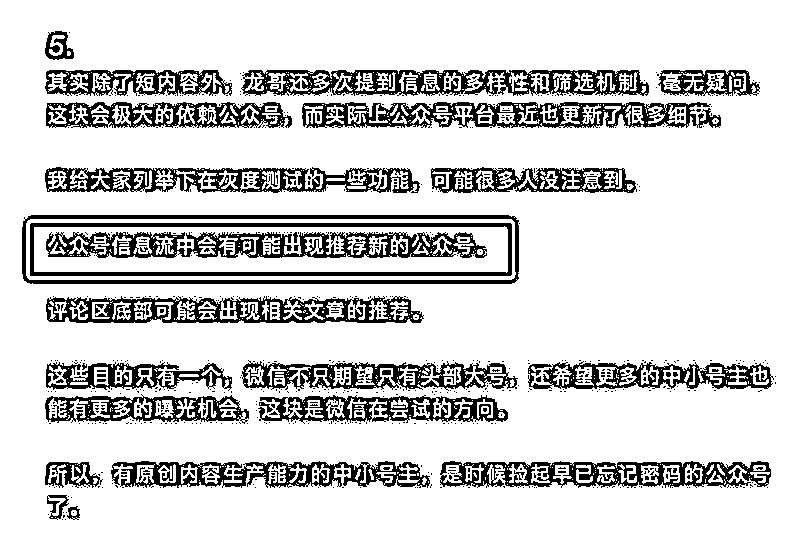 5.
其实除了短内容外，龙哥还多次提到信息的多样性和筛选机制，毫无疑问，
这块会极大的依赖公众号，而实际上公众号平台最近也更新了很多细节。
我给大家列举下在灰度测试的一些功能，可能很多人没注意到。
公众号信息流中会有可能出现推荐新的公众号。
评论区底部可能会出现相关文章的推荐。
这些目的只有一个，微信不只期望只有头部大号，还希望更多的中小号主也
能有更多的曝光机会，这块是微信在尝试的方向。
所以，有原创内容生产能力的中小号主，是时候捡起早已忘记密码的公众号
了。